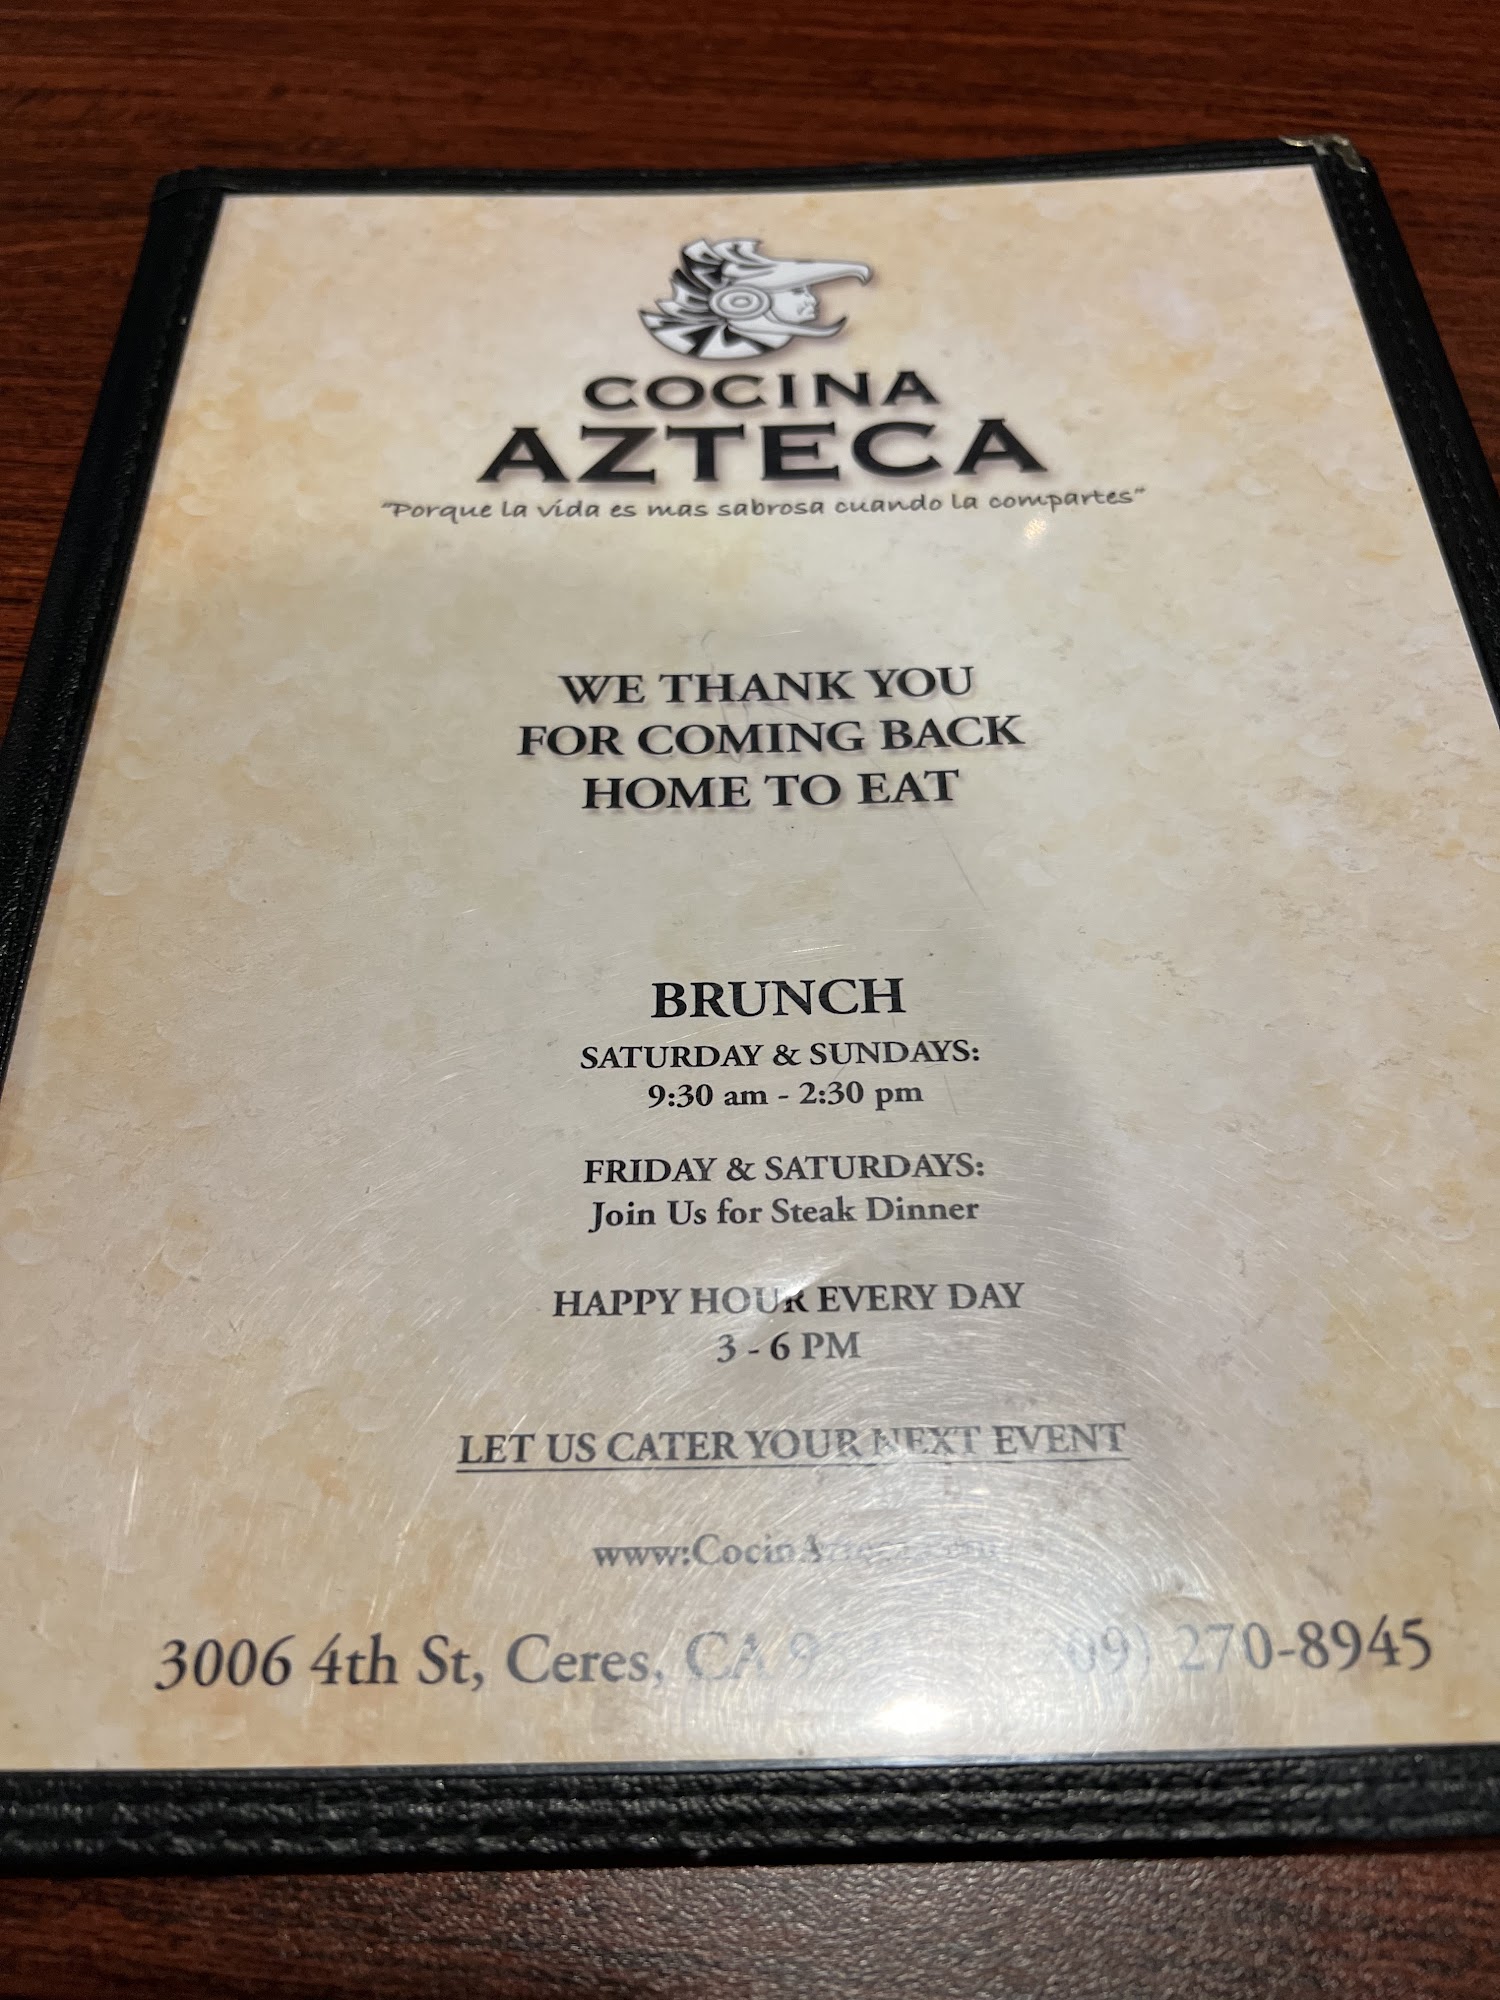 COCINA
AZTECA
"Porque la vida es mas sabrosa cuando la compartes"
WE THANK YOU
FOR COMING BACK
HOME TO EAT
BRUNCH
SATURDAY & SUNDAYS:
9:30 am - 2:30 pm
FRIDAY & SATURDAYS:
Join Us for Steak Dinner
HAPPY HOUR EVERY DAY
3 - 6 PM
LET US CATER YOUR NEXT EVENT
3006 4th St, Ceres, CA 270-8945